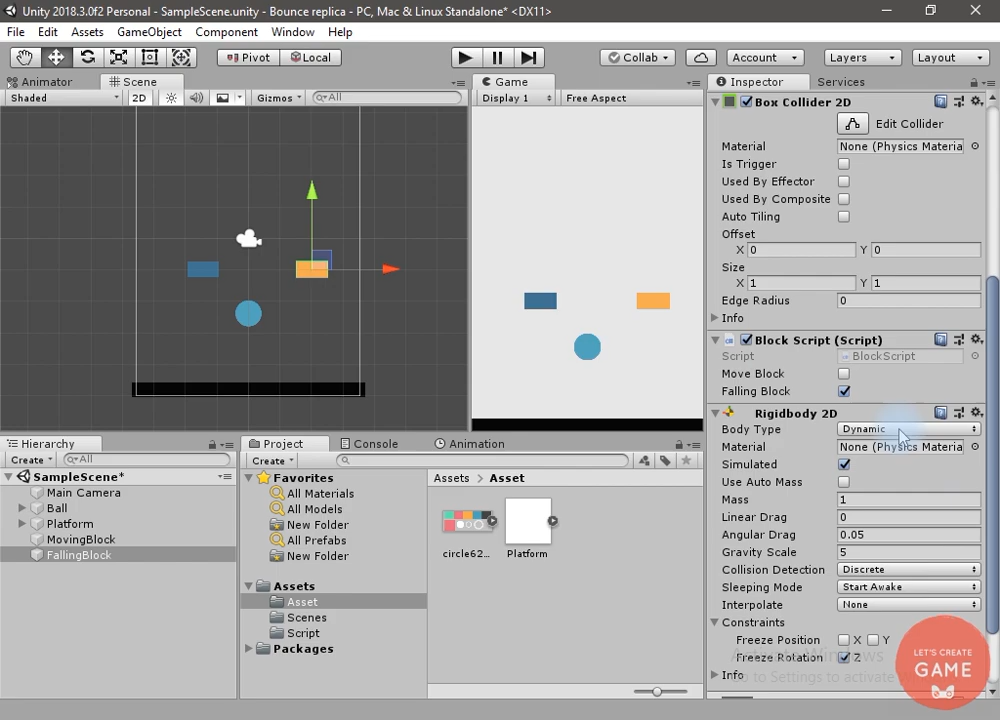 Unity 2018.3.0f2 Personal - SampleScene.unity - Bounce replica - PC, Mac & Linux Standalone* <DX11>
File Edit Assets GameObject Component Window Help
Pivot Local Collab Account Layers Layout
Animator Scene Game Inspector Services
Shaded 2D Gizmos All Display 1 Free Aspect
Box Collider 2D
Edit Collider
Material None (Physics Materia
Is Trigger
Used By Effector
Used By Composite
Auto Tiling
Offset
X 0 Y 0
Size
X 1 Y 1
Edge Radius 0
Info
Block Script (Script)
Script BlockScript
Move Block
Falling Block
Rigidbody 2D
Body Type Dynamic
Material None (Physics Materia
Simulated
Use Auto Mass
Mass 1
Linear Drag 0
Angular Drag 0.05
Gravity Scale 5
Collision Detection Discrete
Sleeping Mode Start Awake
Interpolate None
Constraints
Freeze Position X Y
Freeze Rotation Z
Info
Hierarchy
Create All
SampleScene*
Main Camera
Ball
Platform
MovingBlock
FallingBlock
Project Console Animation
Create
Favorites
All Materials
All Models
New Folder
All Prefabs
New Folder
Assets
Asset
Scenes
Script
Packages
Assets Asset
circle62... Platform
Activate Windows
Go to Settings to activate
LET'S CREATE
GAME